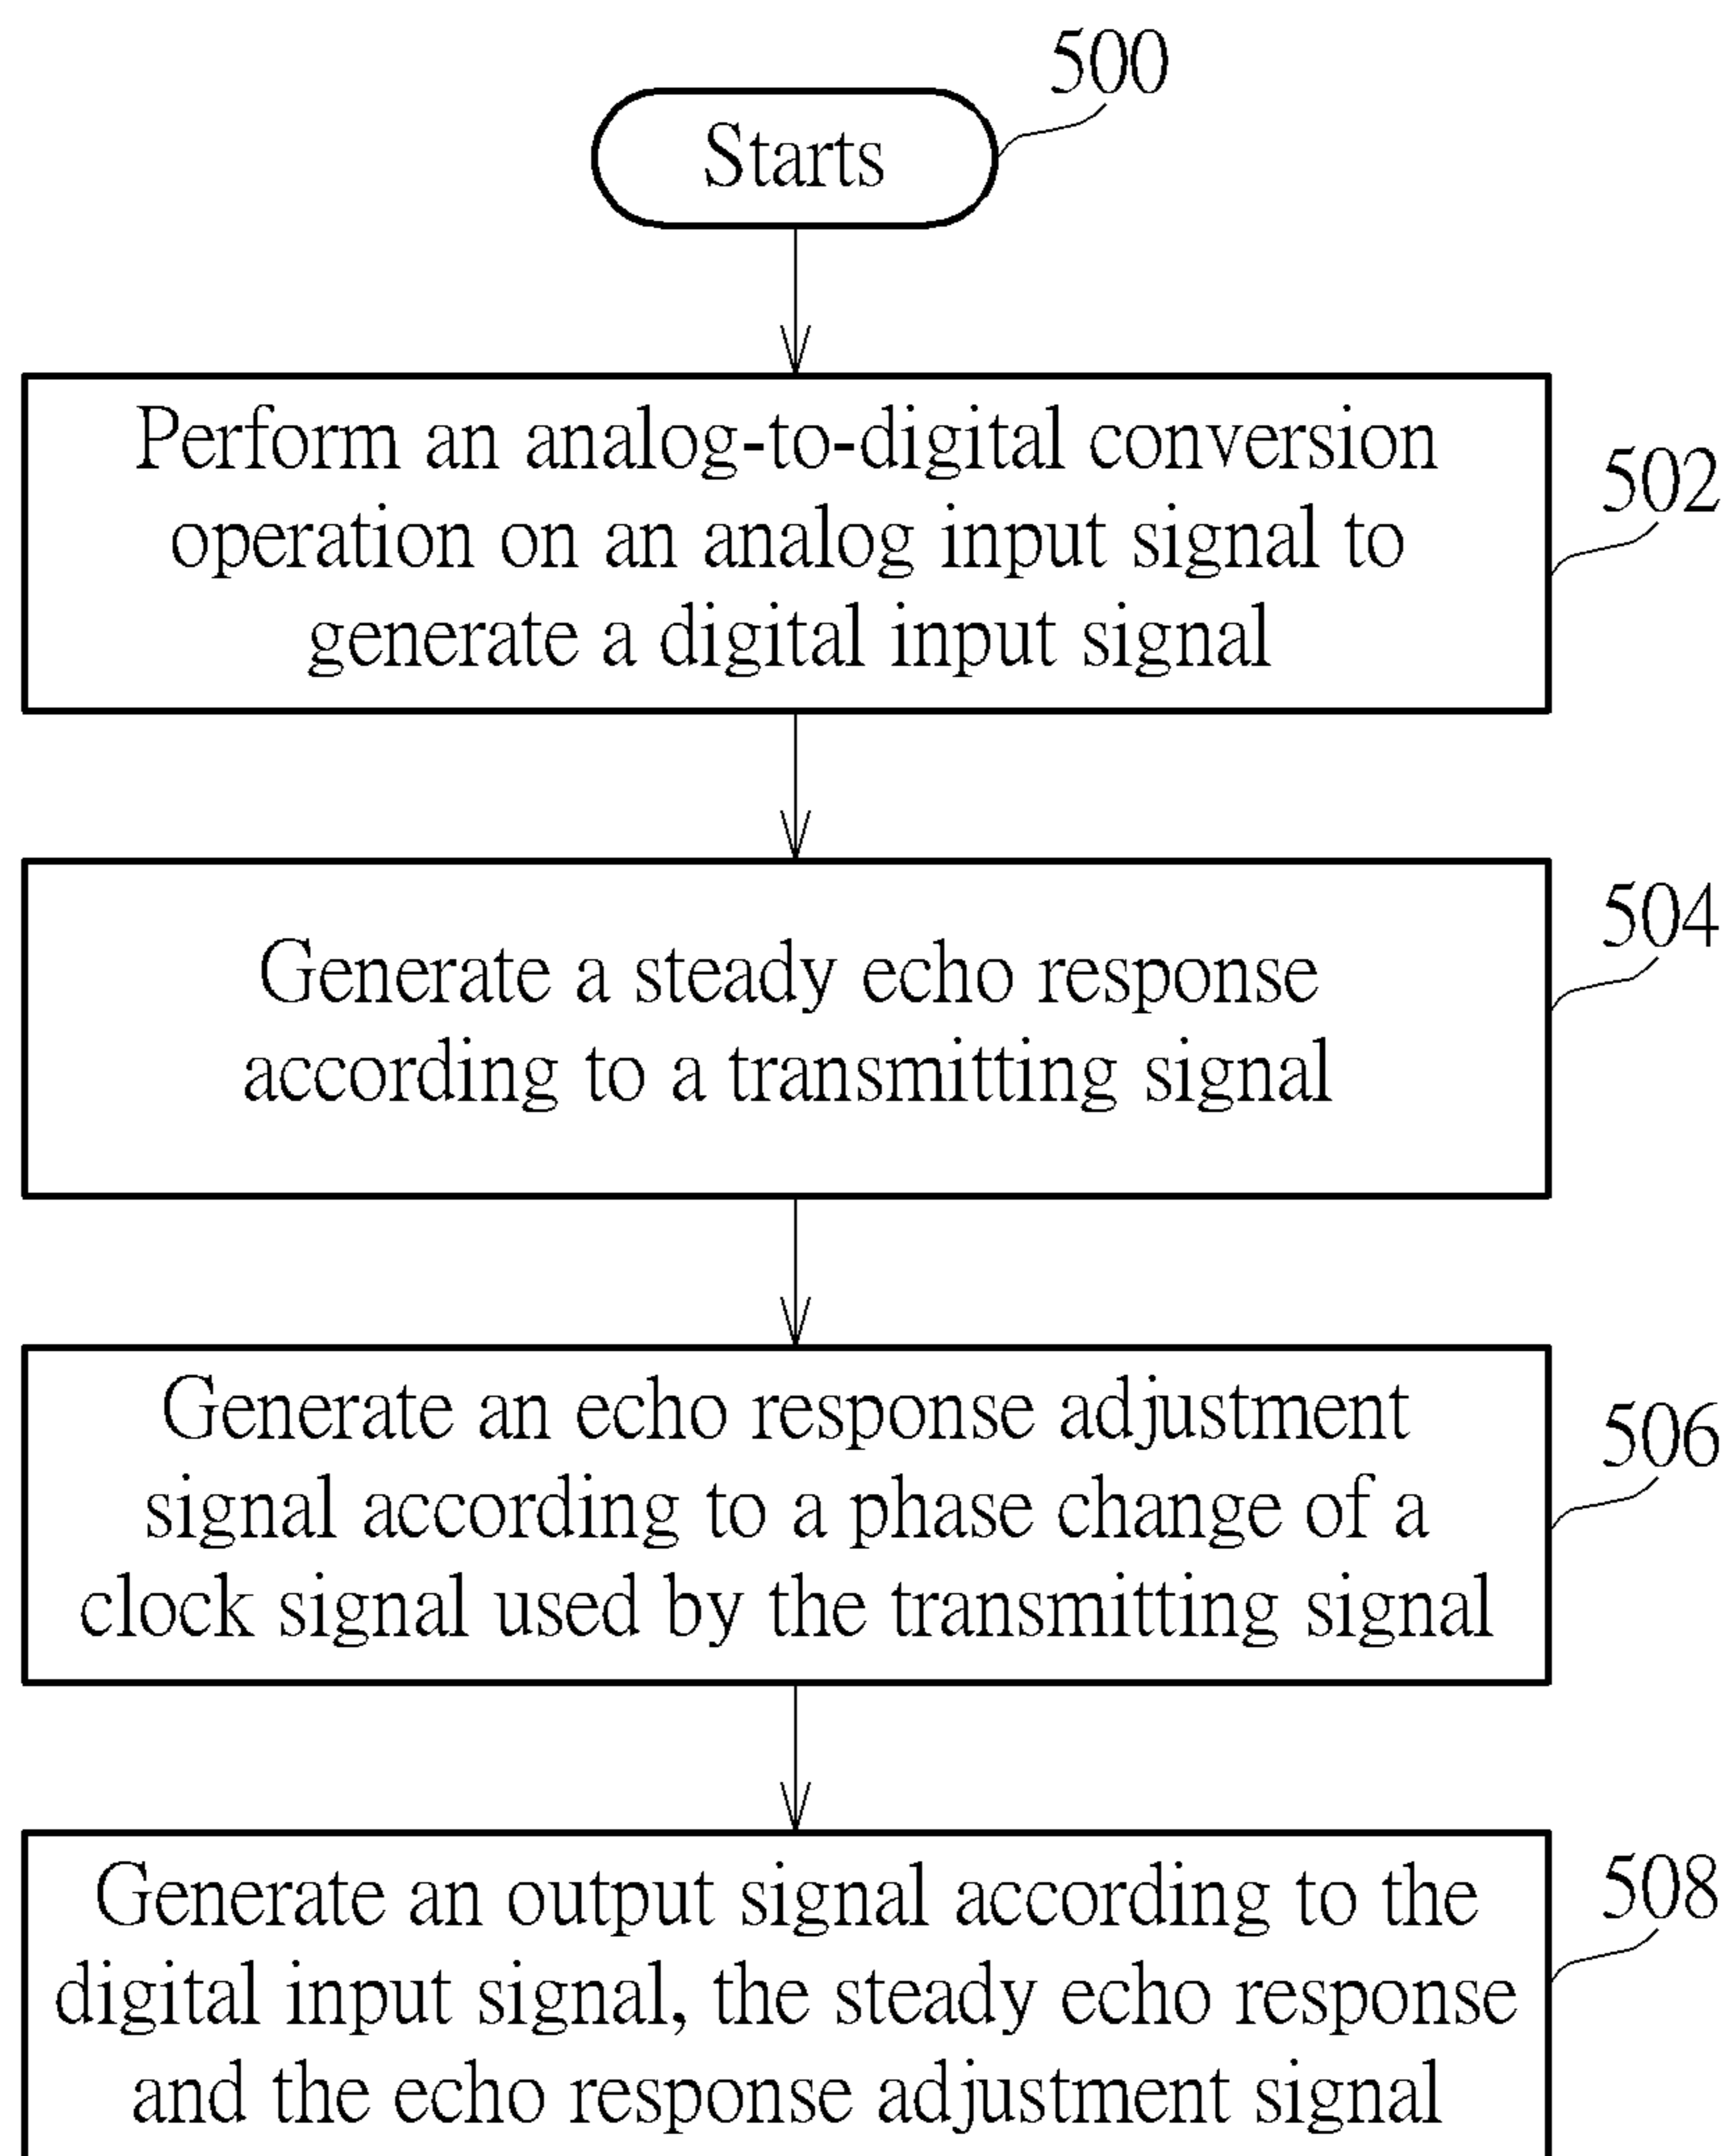 500
Starts
Perform an analog-to-digital conversion
operation on an analog input signal to
generate a digital input signal
502
Generate a steady echo response
according to a transmitting signal
504
Generate an echo response adjustment
signal according to a phase change of a
clock signal used by the transmitting signal
506
Generate an output signal according to the
digital input signal, the steady echo response
and the echo response adjustment signal
508